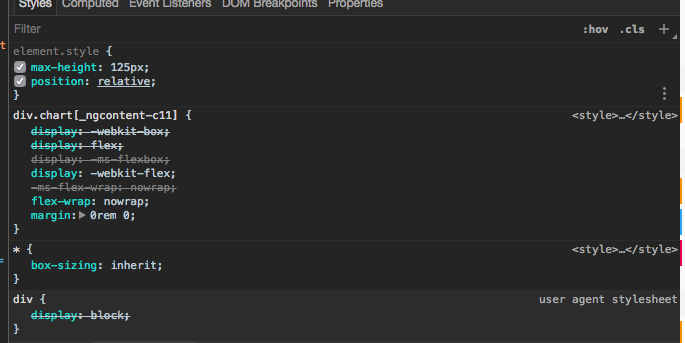 Styles Computed Event Listeners DOM Breakpoints Properties
Filter :hov .cls +
element.style {
max-height: 125px;
position: relative;
}
div.chart[_ngcontent-c11] { <style>…</style>
display: -webkit-box;
display: flex;
display: -ms-flexbox;
display: -webkit-flex;
-ms-flex-wrap: nowrap;
flex-wrap: nowrap;
margin:▶0rem 0;
}
* { <style>…</style>
box-sizing: inherit;
}
div { user agent stylesheet
display: block;
}